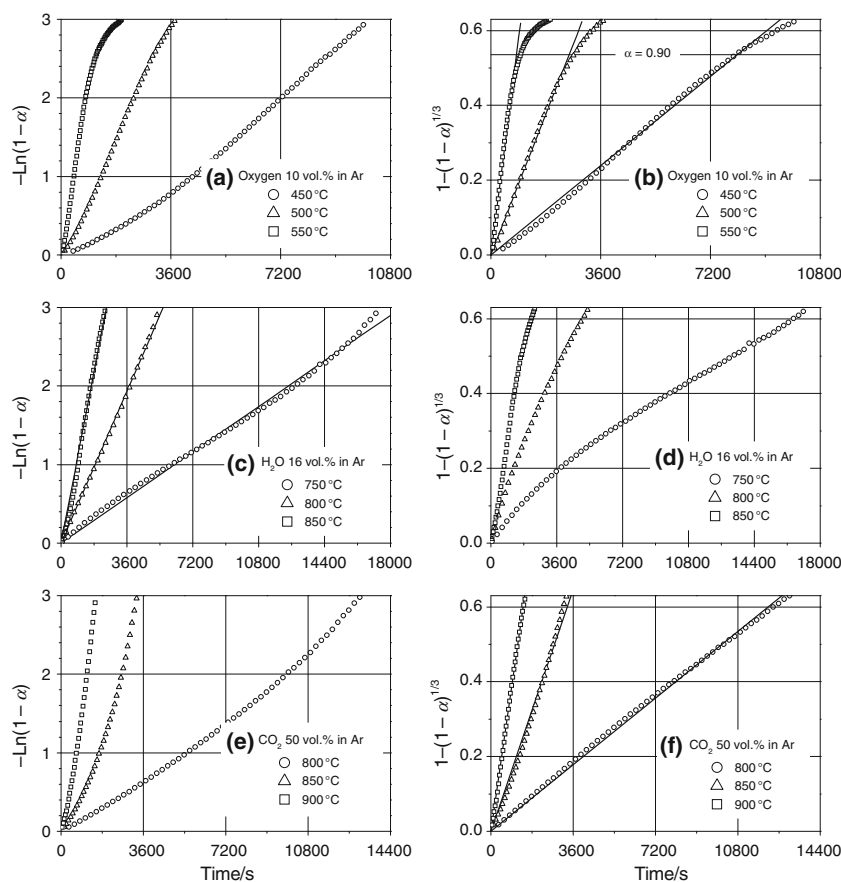 3
2
1
0
−Ln(1−α)
(a) Oxygen 10 vol.% in Ar
450 °C
500 °C
550 °C
0 3600 7200 10800
0.6
0.4
0.2
0.0
1−(1−α)^1/3
α = 0.90
(b) Oxygen 10 vol.% in Ar
450 °C
500 °C
550 °C
0 3600 7200 10800
3
2
1
0
−Ln(1−α)
(c) H2O 16 vol.% in Ar
750 °C
800 °C
850 °C
0 3600 7200 10800 14400 18000
0.6
0.4
0.2
0.0
1−(1−α)^1/3
(d) H2O 16 vol.% in Ar
750 °C
800 °C
850 °C
0 3600 7200 10800 14400 18000
3
2
1
0
−Ln(1−α)
(e) CO2 50 vol.% in Ar
800 °C
850 °C
900 °C
0 3600 7200 10800 14400
Time/s
0.6
0.4
0.2
0.0
1−(1−α)^1/3
(f) CO2 50 vol.% in Ar
800 °C
850 °C
900 °C
0 3600 7200 10800 14400
Time/s